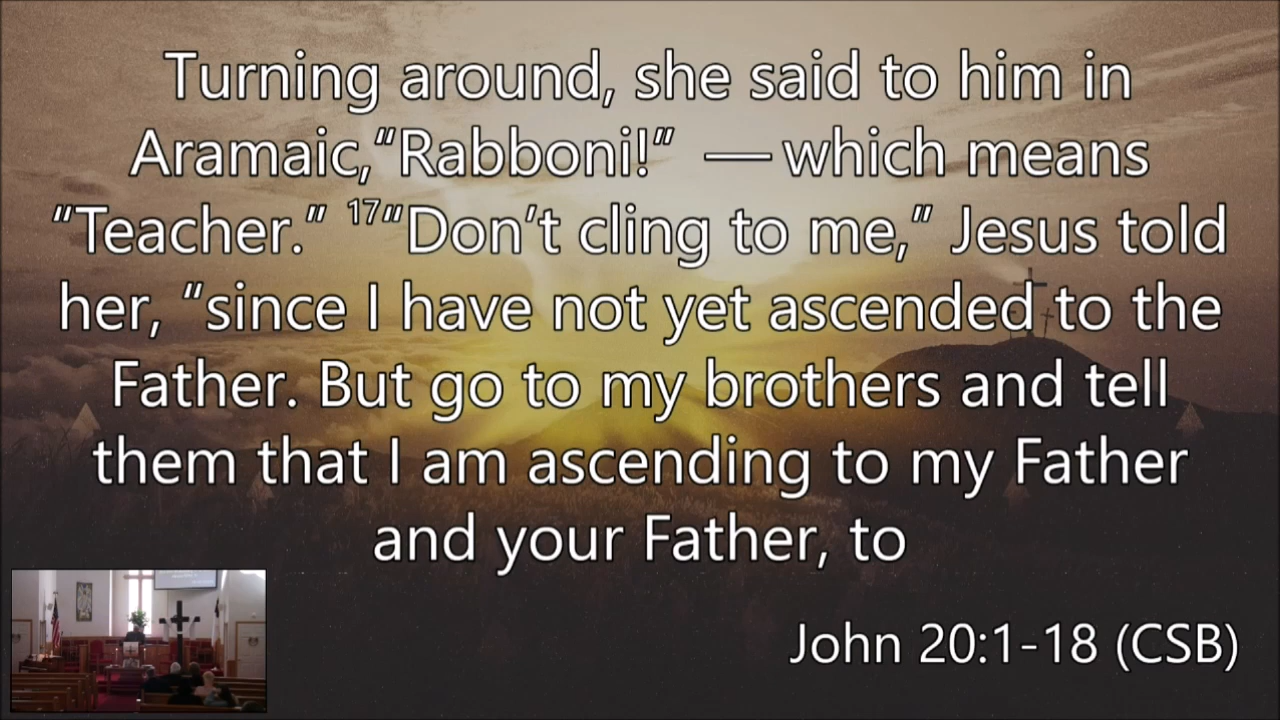 Turning around, she said to him in
Aramaic,“Rabboni!” — which means
“Teacher.” 17“Don’t cling to me,” Jesus told
her, “since I have not yet ascended to the
Father. But go to my brothers and tell
them that I am ascending to my Father
and your Father, to
John 20:1-18 (CSB)